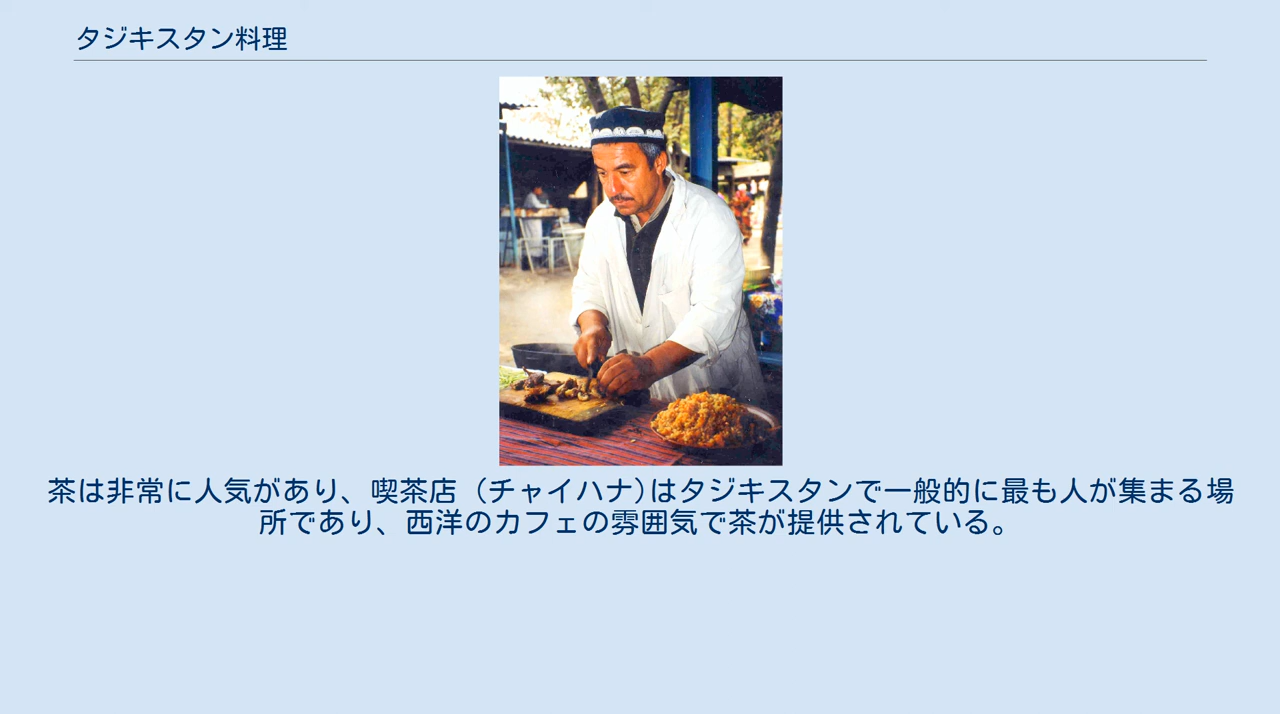 タジキスタン料理
茶は非常に人気があり、喫茶店（チャイハナ)はタジキスタンで一般的に最も人が集まる場
所であり、西洋のカフェの雰囲気で茶が提供されている。